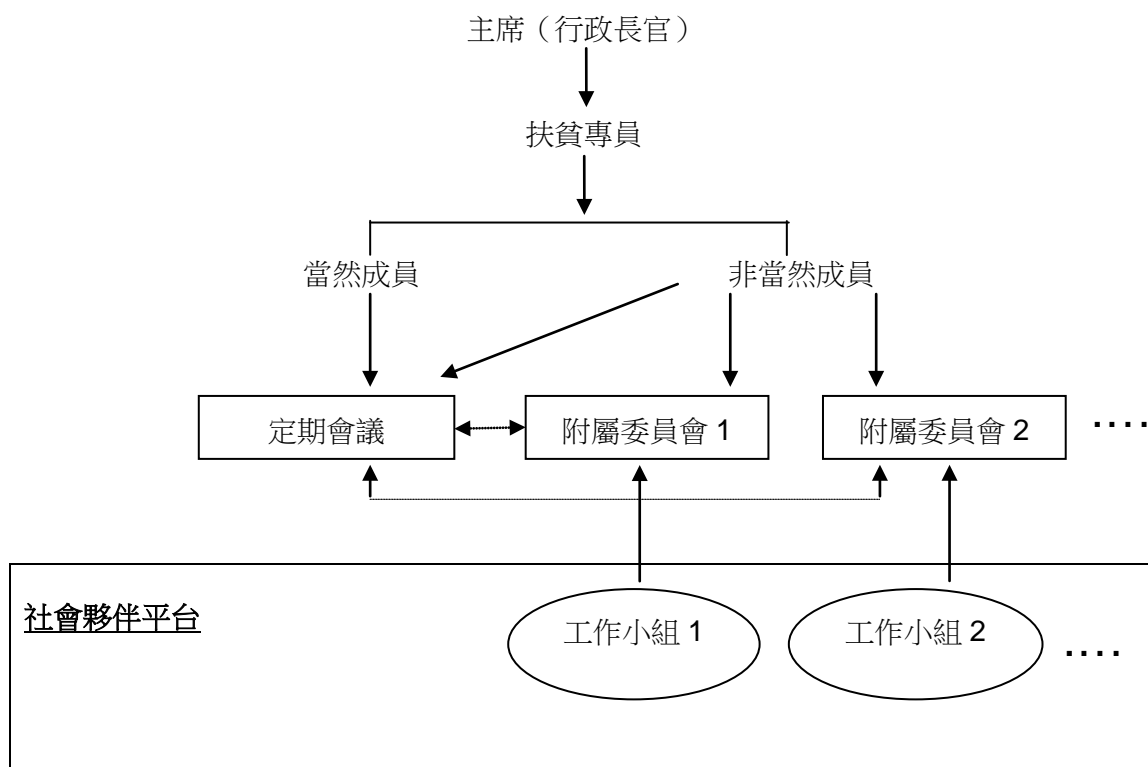 主席（行政長官）
扶貧專員
當然成員 非當然成員
定期會議 附屬委員會 1 附屬委員會 2 ‥‥
社會夥伴平台
工作小組 1 工作小組 2 ‥‥